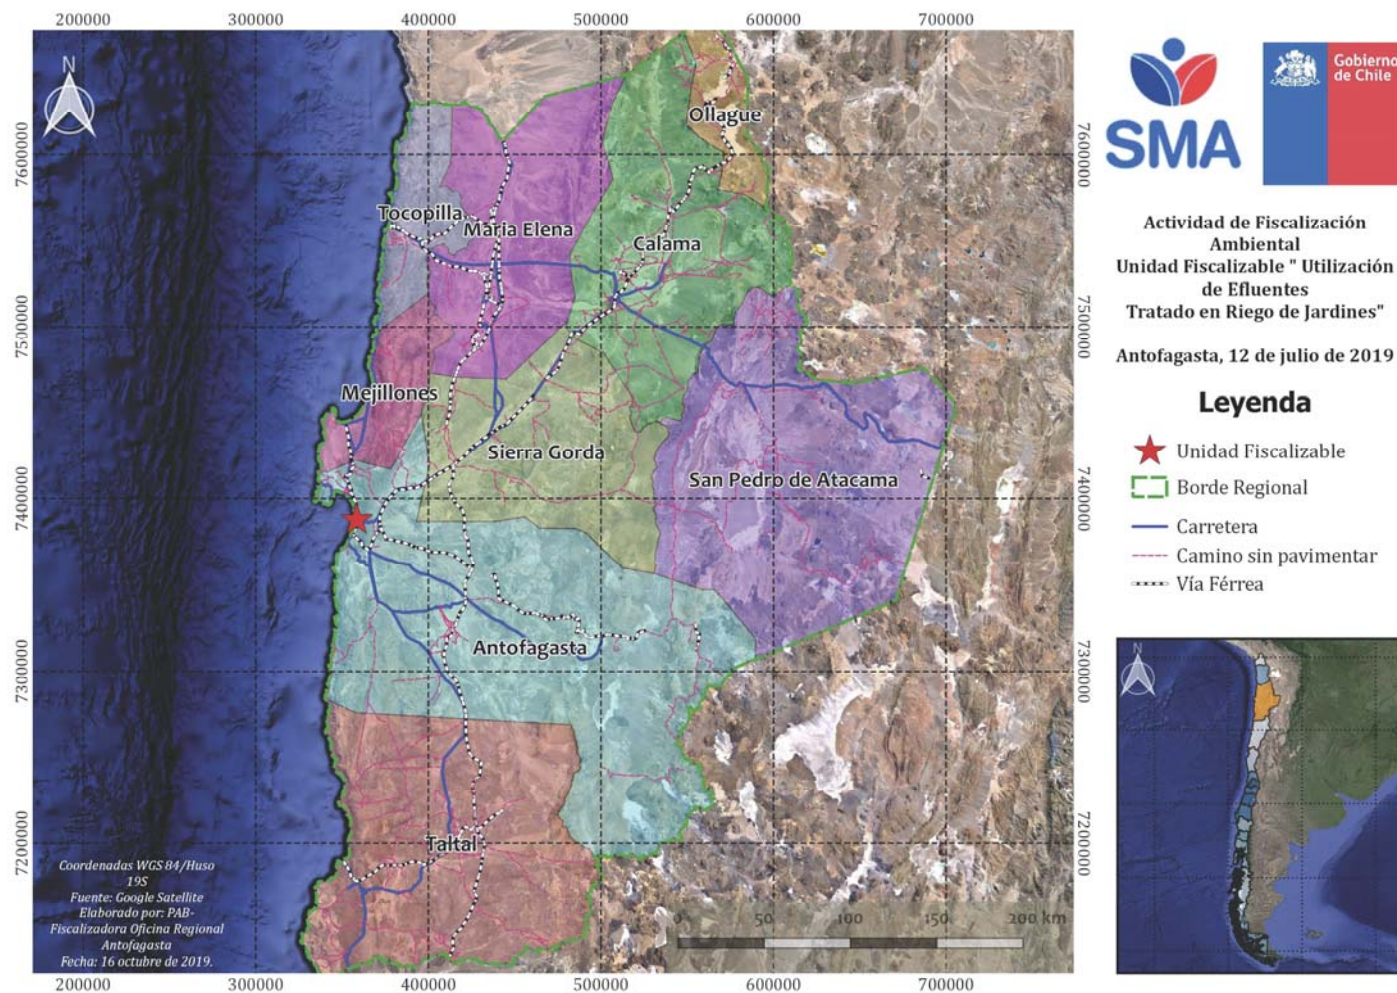 200000 300000 400000 500000 600000 700000
N
7600000
7500000
7400000
7300000
7200000
Ollague
Tocopilla
Maria Elena
Calama
Mejillones
Sierra Gorda
San Pedro de Atacama
Antofagasta
Taltal
Coordenadas WGS 84/Huso
19S
Fuente: Google Satellite
Elaborado por: PAB-
Fiscalizadora Oficina Regional
Antofagasta
Fecha: 16 octubre de 2019.
0 50 100 150 200 km
7600000
7500000
7400000
7300000
7200000
200000 300000 400000 500000 600000 700000
SMA
Gobierno
de Chile
Actividad de Fiscalización
Ambiental
Unidad Fiscalizable " Utilización
de Efluentes
Tratado en Riego de Jardines"
Antofagasta, 12 de julio de 2019
Leyenda
Unidad Fiscalizable
Borde Regional
Carretera
Camino sin pavimentar
Vía Férrea
N